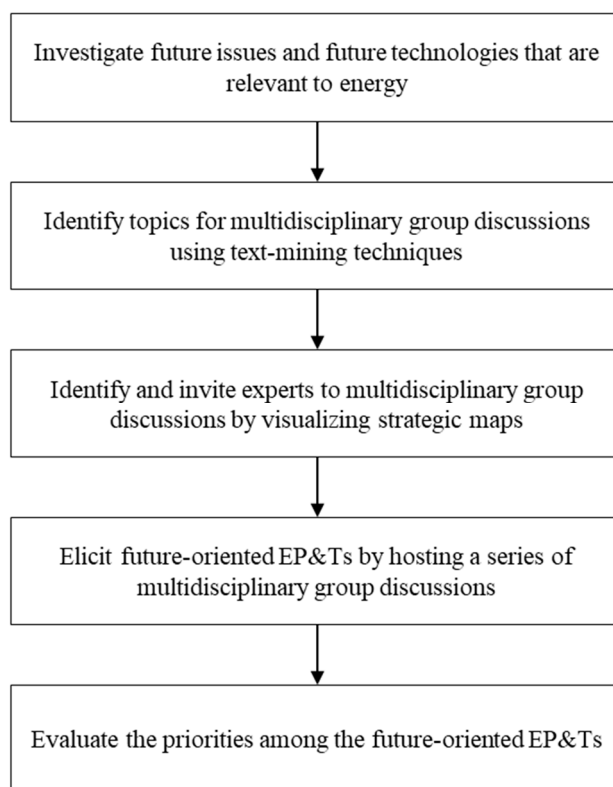 Investigate future issues and future technologies that are
relevant to energy
Identify topics for multidisciplinary group discussions
using text-mining techniques
Identify and invite experts to multidisciplinary group
discussions by visualizing strategic maps
Elicit future-oriented EP&Ts by hosting a series of
multidisciplinary group discussions
Evaluate the priorities among the future-oriented EP&Ts